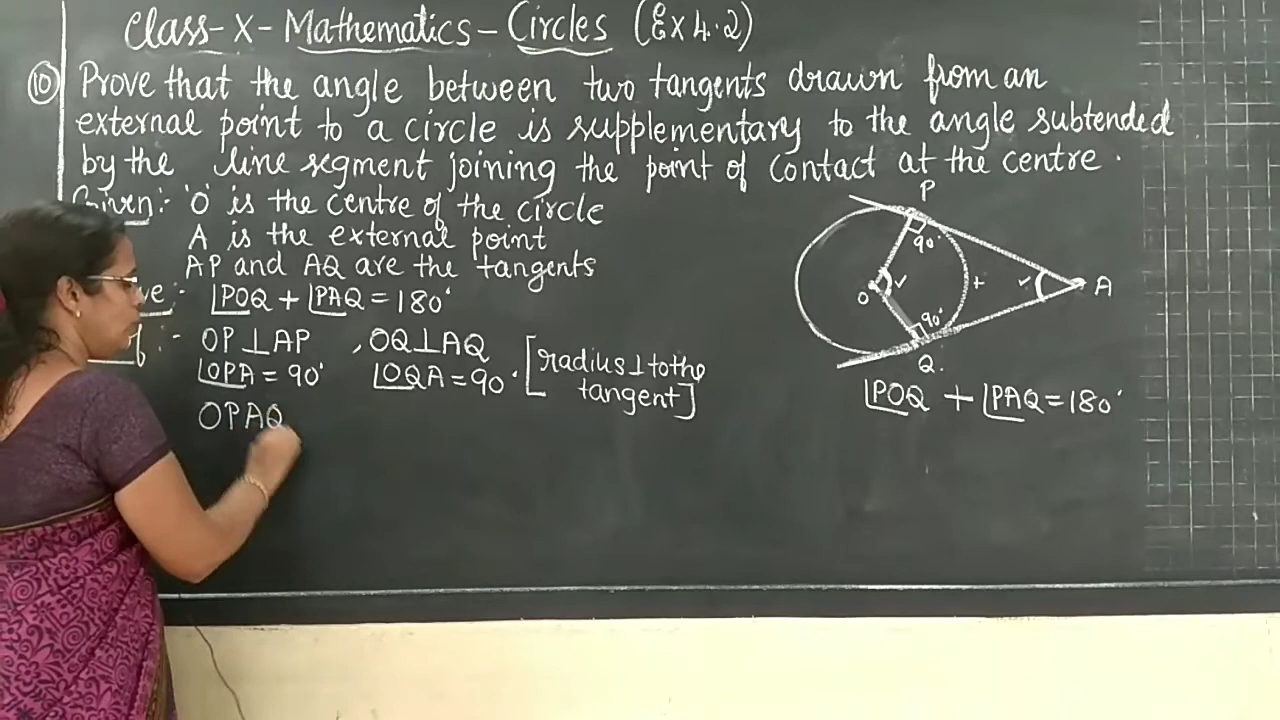 Class-X-Mathematics-Circles (Ex 4.2)
10 Prove that the angle between two tangents drawn from an
external point to a circle is supplementary to the angle subtended
by the line segment joining the point of contact at the centre.
Given:- 'O' is the centre of the circle
A is the external point
AP and AQ are the tangents
∠POQ + ∠PAQ = 180°
:- OP⊥AP , OQ⊥AQ
∠OPA = 90° ∠OQA = 90° [radius ⊥ to the
tangent]
OPAQ
P
90°
O
A
90°
Q.
∠POQ + ∠PAQ = 180°